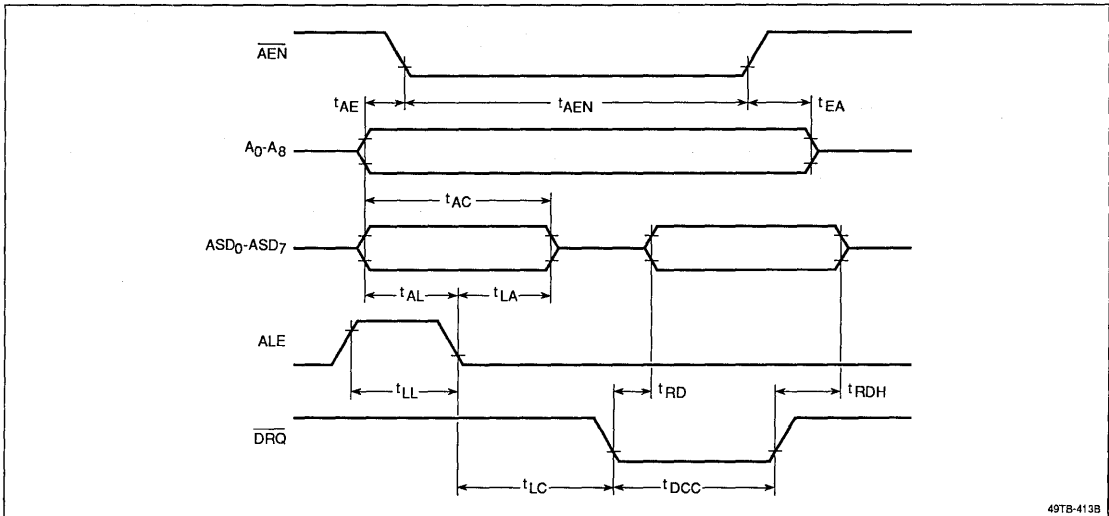 AEN
tAE
tAEN
tEA
A0-A8
tAC
ASD0-ASD7
tAL
tLA
ALE
tLL
tRD
tRDH
DRQ
tLC
tDCC
49TB-413B